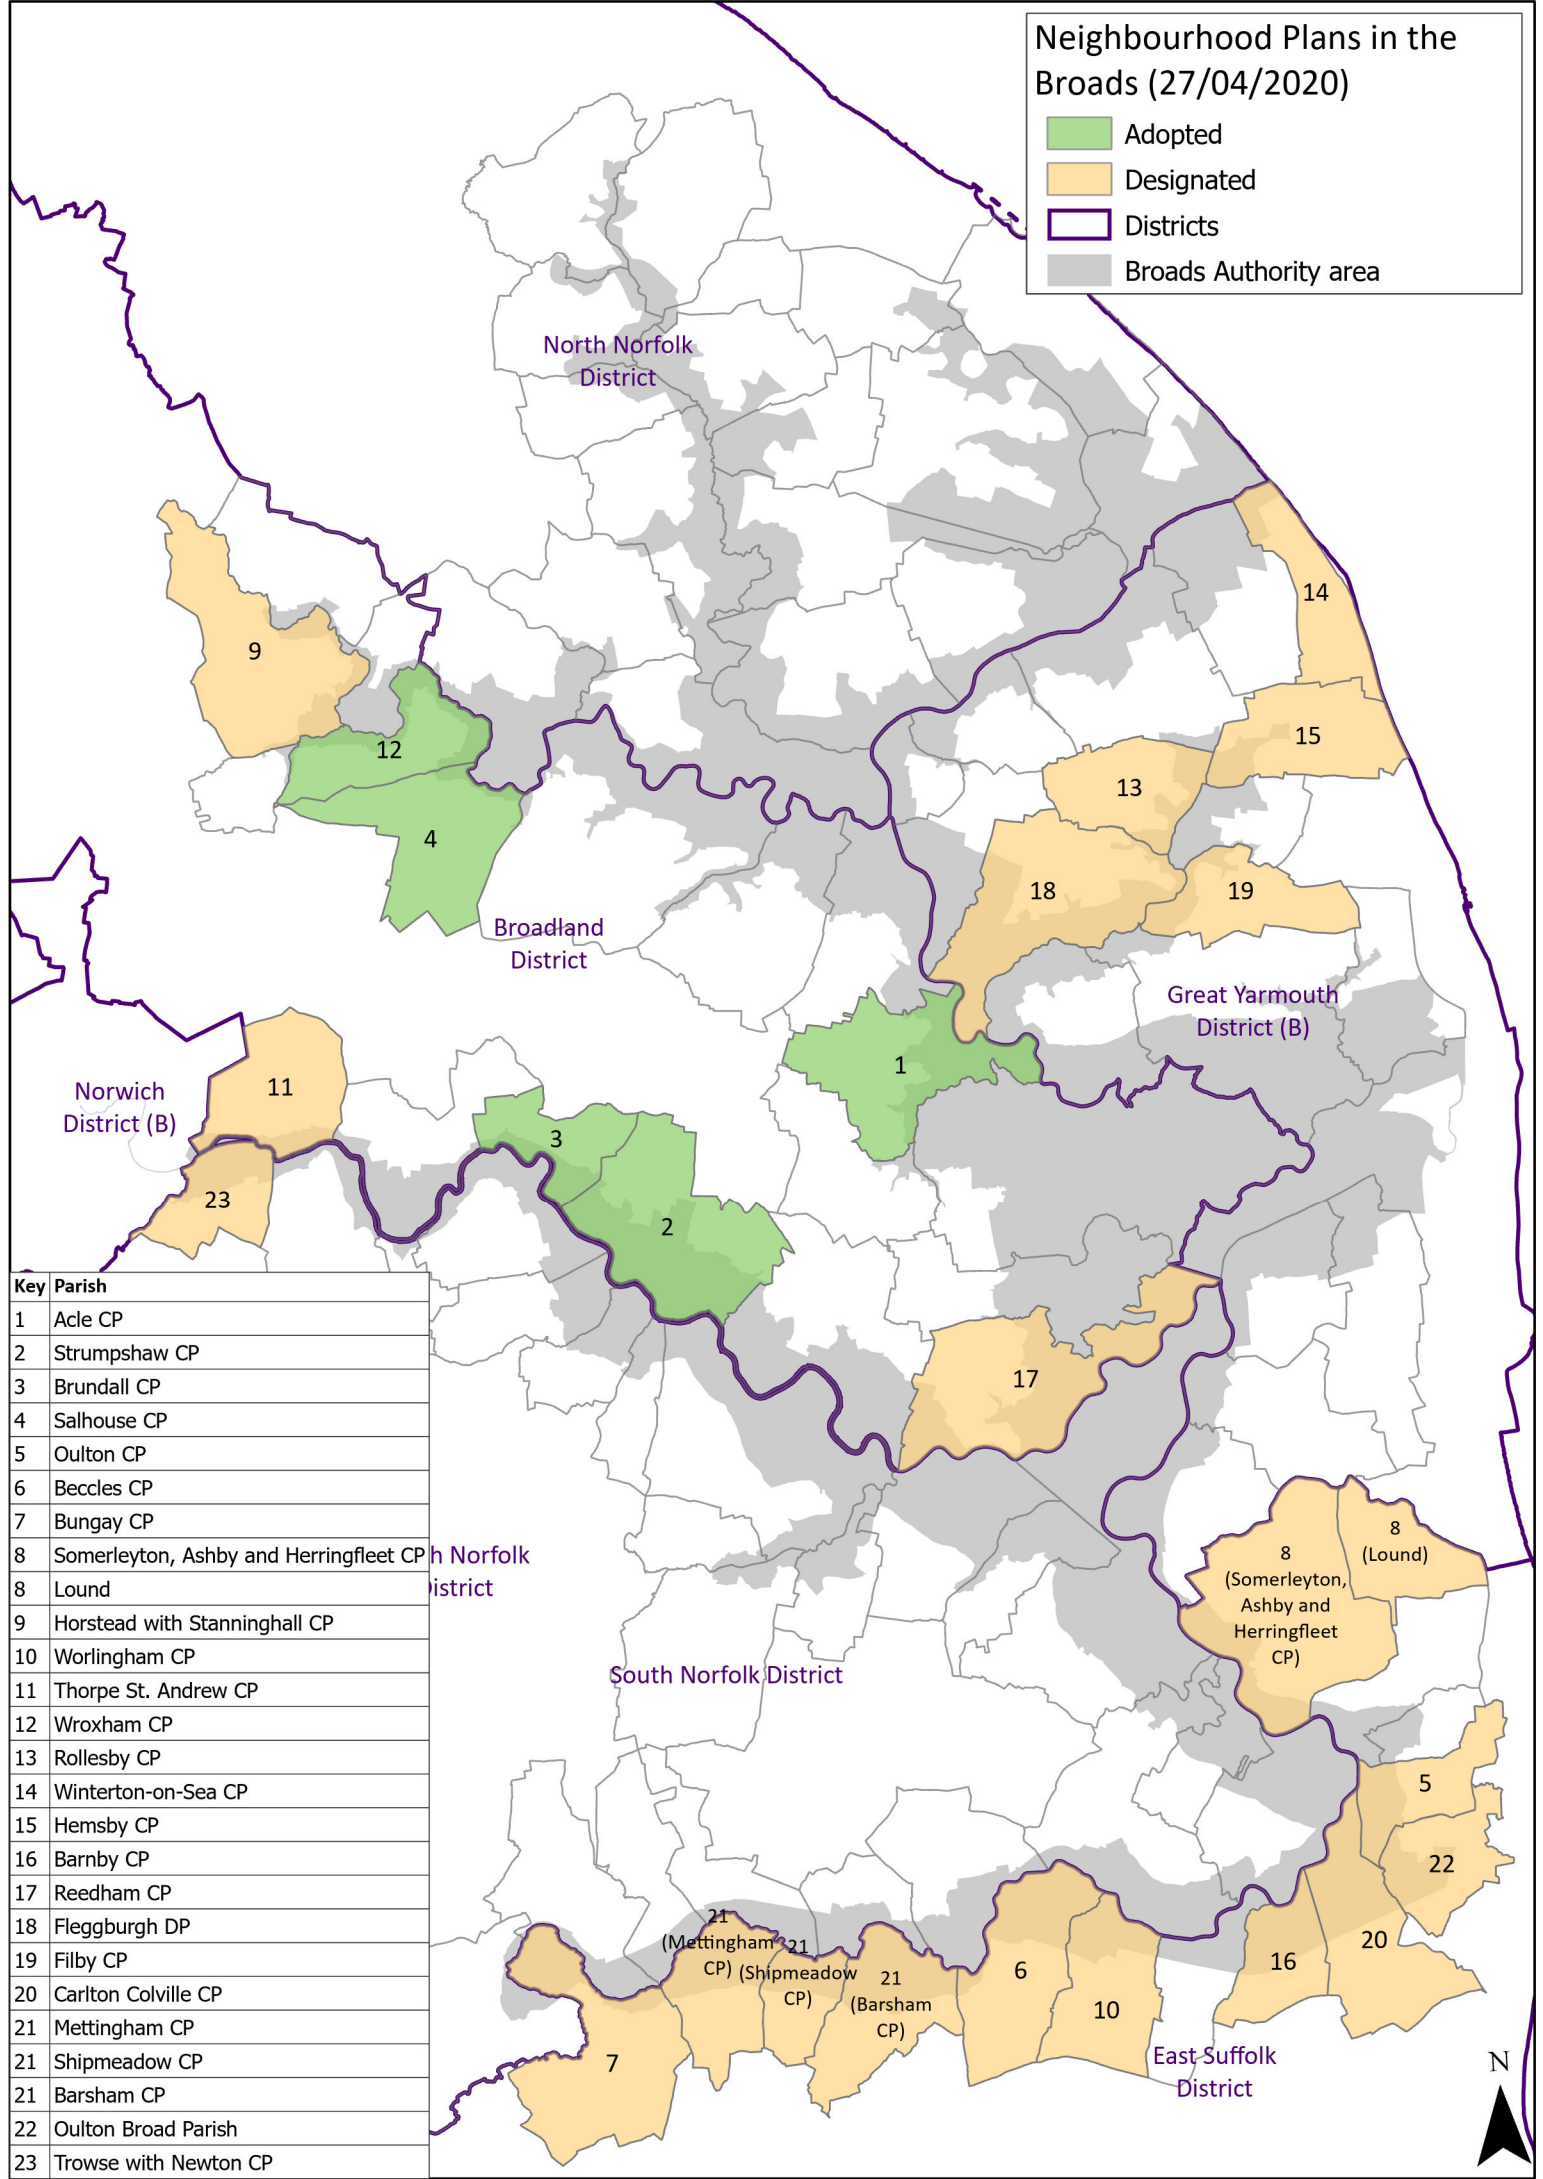 Neighbourhood Plans in the
Broads (27/04/2020)
Adopted
Designated
Districts
Broads Authority area
North Norfolk
District
14
9
12
15
13
4
18
19
Broadland
District
Great Yarmouth
District (B)
1
11
Norwich
District (B)
3
23
2
17
8
(Lound)
8
(Somerleyton,
Ashby and
Herringfleet
CP)
h Norfolk
District
South Norfolk District
5
22
21
(Mettingham
CP)
21
(Shipmeadow
CP)
21
(Barsham
CP)
6
10
16
20
7
East Suffolk
District
N
Key Parish
1 Acle CP
2 Strumpshaw CP
3 Brundall CP
4 Salhouse CP
5 Oulton CP
6 Beccles CP
7 Bungay CP
8 Somerleyton, Ashby and Herringfleet CP
8 Lound
9 Horstead with Stanninghall CP
10 Worlingham CP
11 Thorpe St. Andrew CP
12 Wroxham CP
13 Rollesby CP
14 Winterton-on-Sea CP
15 Hemsby CP
16 Barnby CP
17 Reedham CP
18 Fleggburgh DP
19 Filby CP
20 Carlton Colville CP
21 Mettingham CP
21 Shipmeadow CP
21 Barsham CP
22 Oulton Broad Parish
23 Trowse with Newton CP